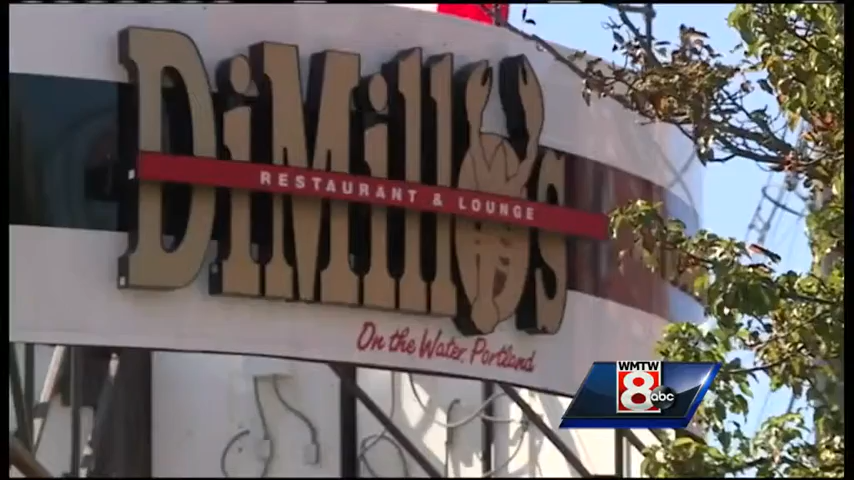 DiMillo's
RESTAURANT & LOUNGE
On the Water, Portland
WMTW
8 abc